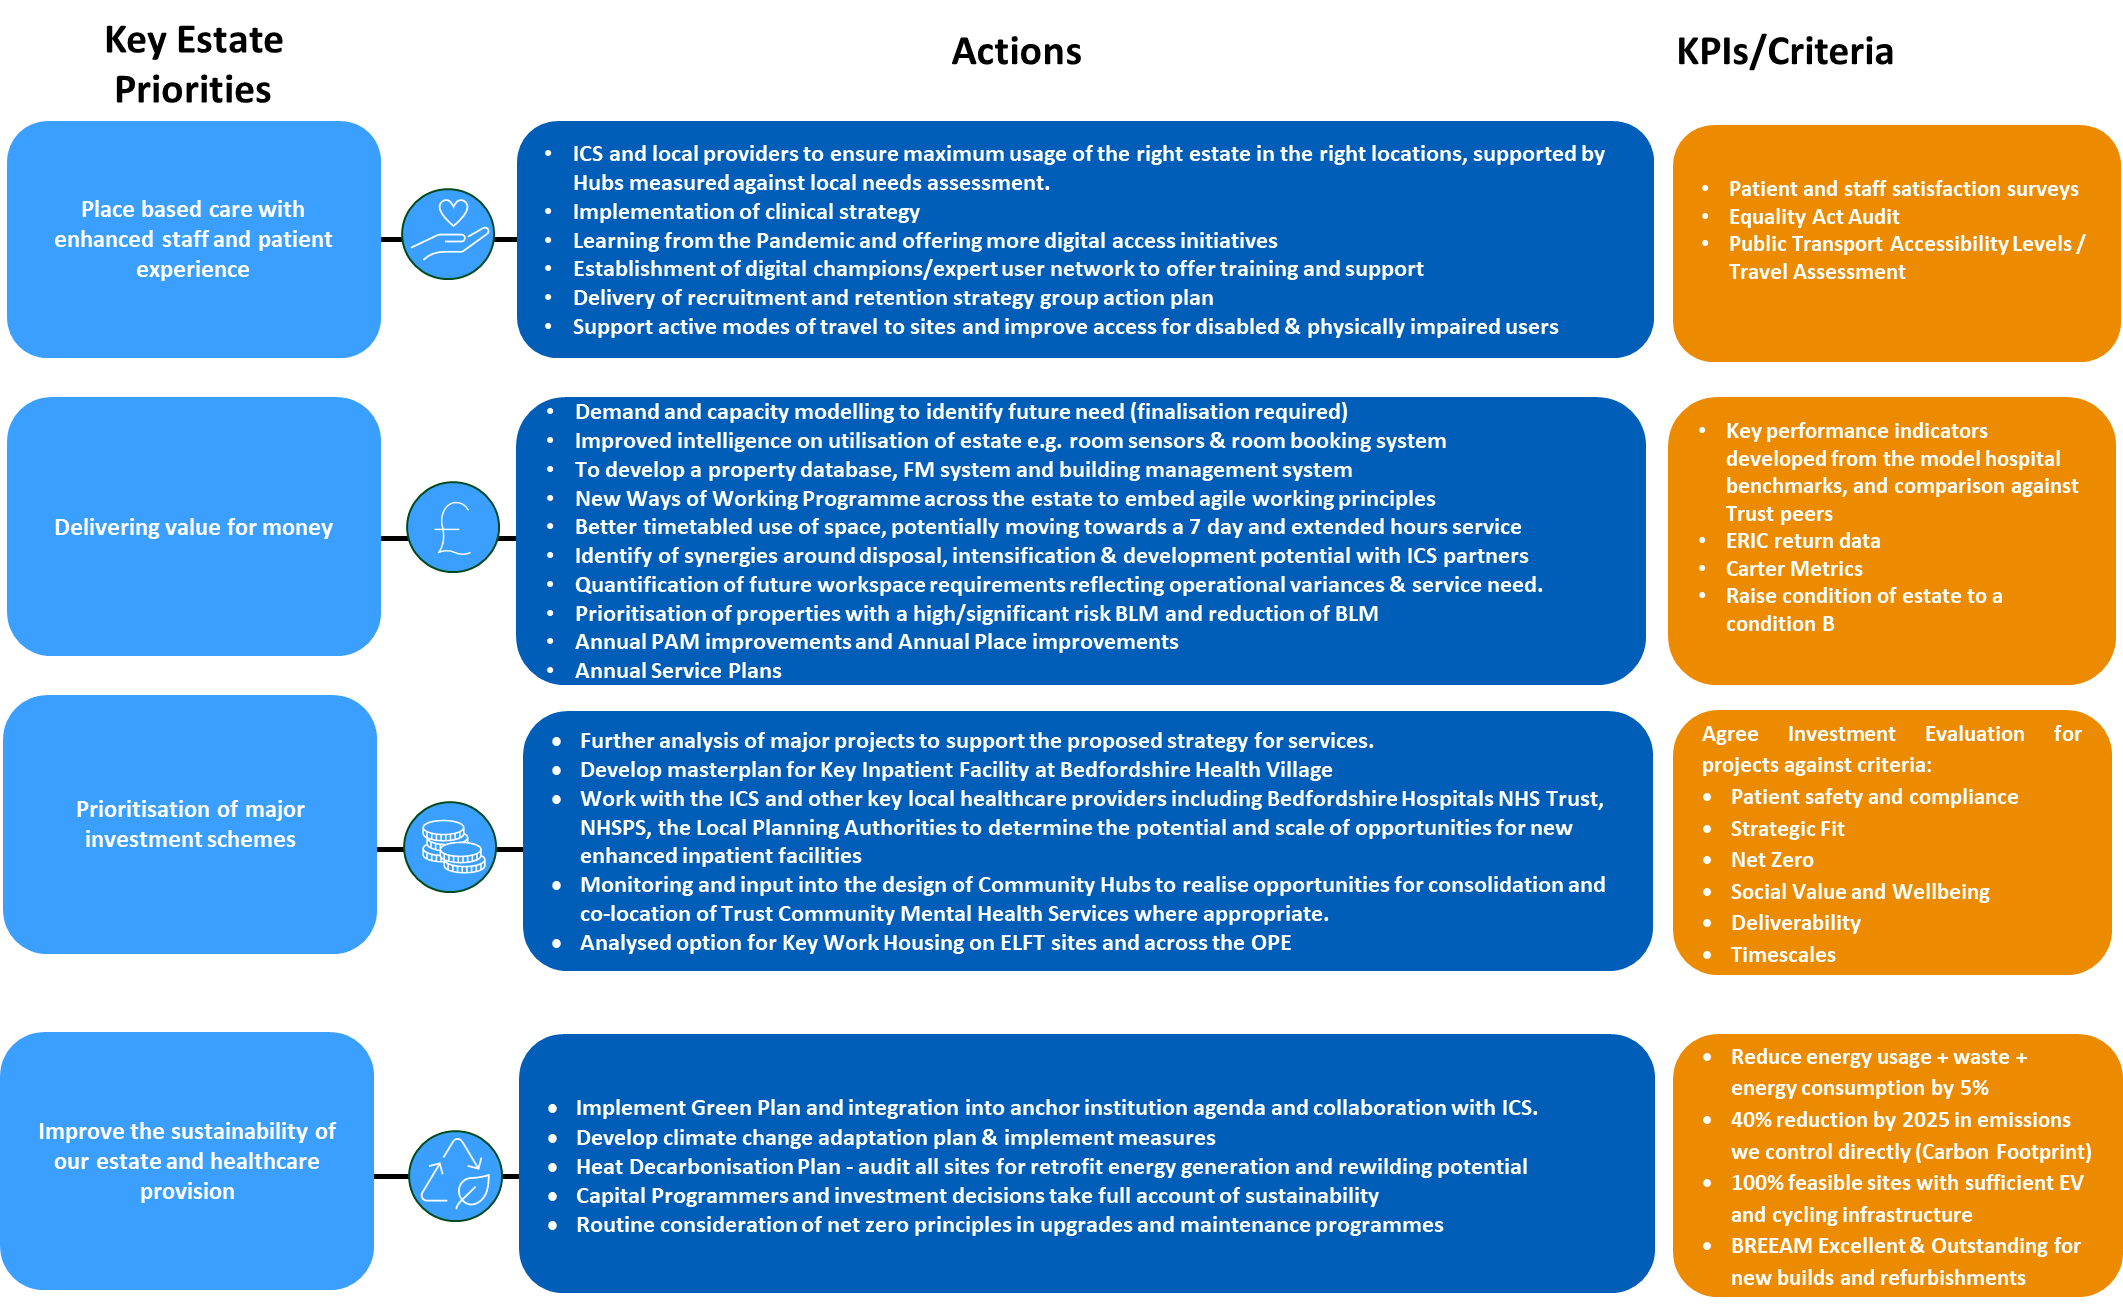 Key Estate
Priorities
Actions
KPIs/Criteria
Place based care with
enhanced staff and patient
experience
• ICS and local providers to ensure maximum usage of the right estate in the right locations, supported by
Hubs measured against local needs assessment.
• Implementation of clinical strategy
• Learning from the Pandemic and offering more digital access initiatives
• Establishment of digital champions/expert user network to offer training and support
• Delivery of recruitment and retention strategy group action plan
• Support active modes of travel to sites and improve access for disabled & physically impaired users
• Patient and staff satisfaction surveys
• Equality Act Audit
• Public Transport Accessibility Levels /
Travel Assessment
Delivering value for money
£
• Demand and capacity modelling to identify future need (finalisation required)
• Improved intelligence on utilisation of estate e.g. room sensors & room booking system
• To develop a property database, FM system and building management system
• New Ways of Working Programme across the estate to embed agile working principles
• Better timetabled use of space, potentially moving towards a 7 day and extended hours service
• Identify of synergies around disposal, intensification & development potential with ICS partners
• Quantification of future workspace requirements reflecting operational variances & service need.
• Prioritisation of properties with a high/significant risk BLM and reduction of BLM
• Annual PAM improvements and Annual Place improvements
• Annual Service Plans
• Key performance indicators
developed from the model hospital
benchmarks, and comparison against
Trust peers
• ERIC return data
• Carter Metrics
• Raise condition of estate to a
condition B
Prioritisation of major
investment schemes
• Further analysis of major projects to support the proposed strategy for services.
• Develop masterplan for Key Inpatient Facility at Bedfordshire Health Village
• Work with the ICS and other key local healthcare providers including Bedfordshire Hospitals NHS Trust,
NHSPS, the Local Planning Authorities to determine the potential and scale of opportunities for new
enhanced inpatient facilities
• Monitoring and input into the design of Community Hubs to realise opportunities for consolidation and
co-location of Trust Community Mental Health Services where appropriate.
• Analysed option for Key Work Housing on ELFT sites and across the OPE
Agree Investment Evaluation for
projects against criteria:
• Patient safety and compliance
• Strategic Fit
• Net Zero
• Social Value and Wellbeing
• Deliverability
• Timescales
Improve the sustainability of
our estate and healthcare
provision
• Implement Green Plan and integration into anchor institution agenda and collaboration with ICS.
• Develop climate change adaptation plan & implement measures
• Heat Decarbonisation Plan - audit all sites for retrofit energy generation and rewilding potential
• Capital Programmers and investment decisions take full account of sustainability
• Routine consideration of net zero principles in upgrades and maintenance programmes
• Reduce energy usage + waste +
energy consumption by 5%
• 40% reduction by 2025 in emissions
we control directly (Carbon Footprint)
• 100% feasible sites with sufficient EV
and cycling infrastructure
• BREEAM Excellent & Outstanding for
new builds and refurbishments